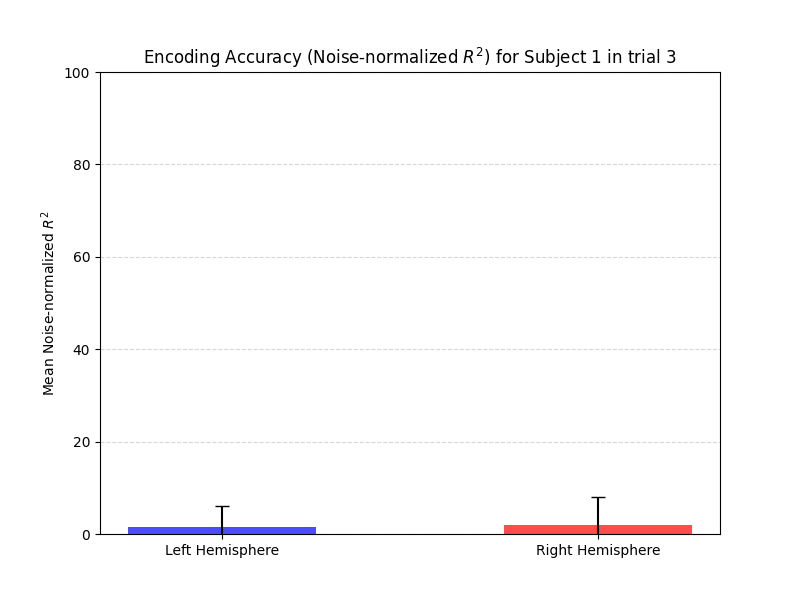 Encoding Accuracy (Noise-normalized R²) for Subject 1 in trial 3
Mean Noise-normalized R²
100
80
60
40
20
0
Left Hemisphere
Right Hemisphere